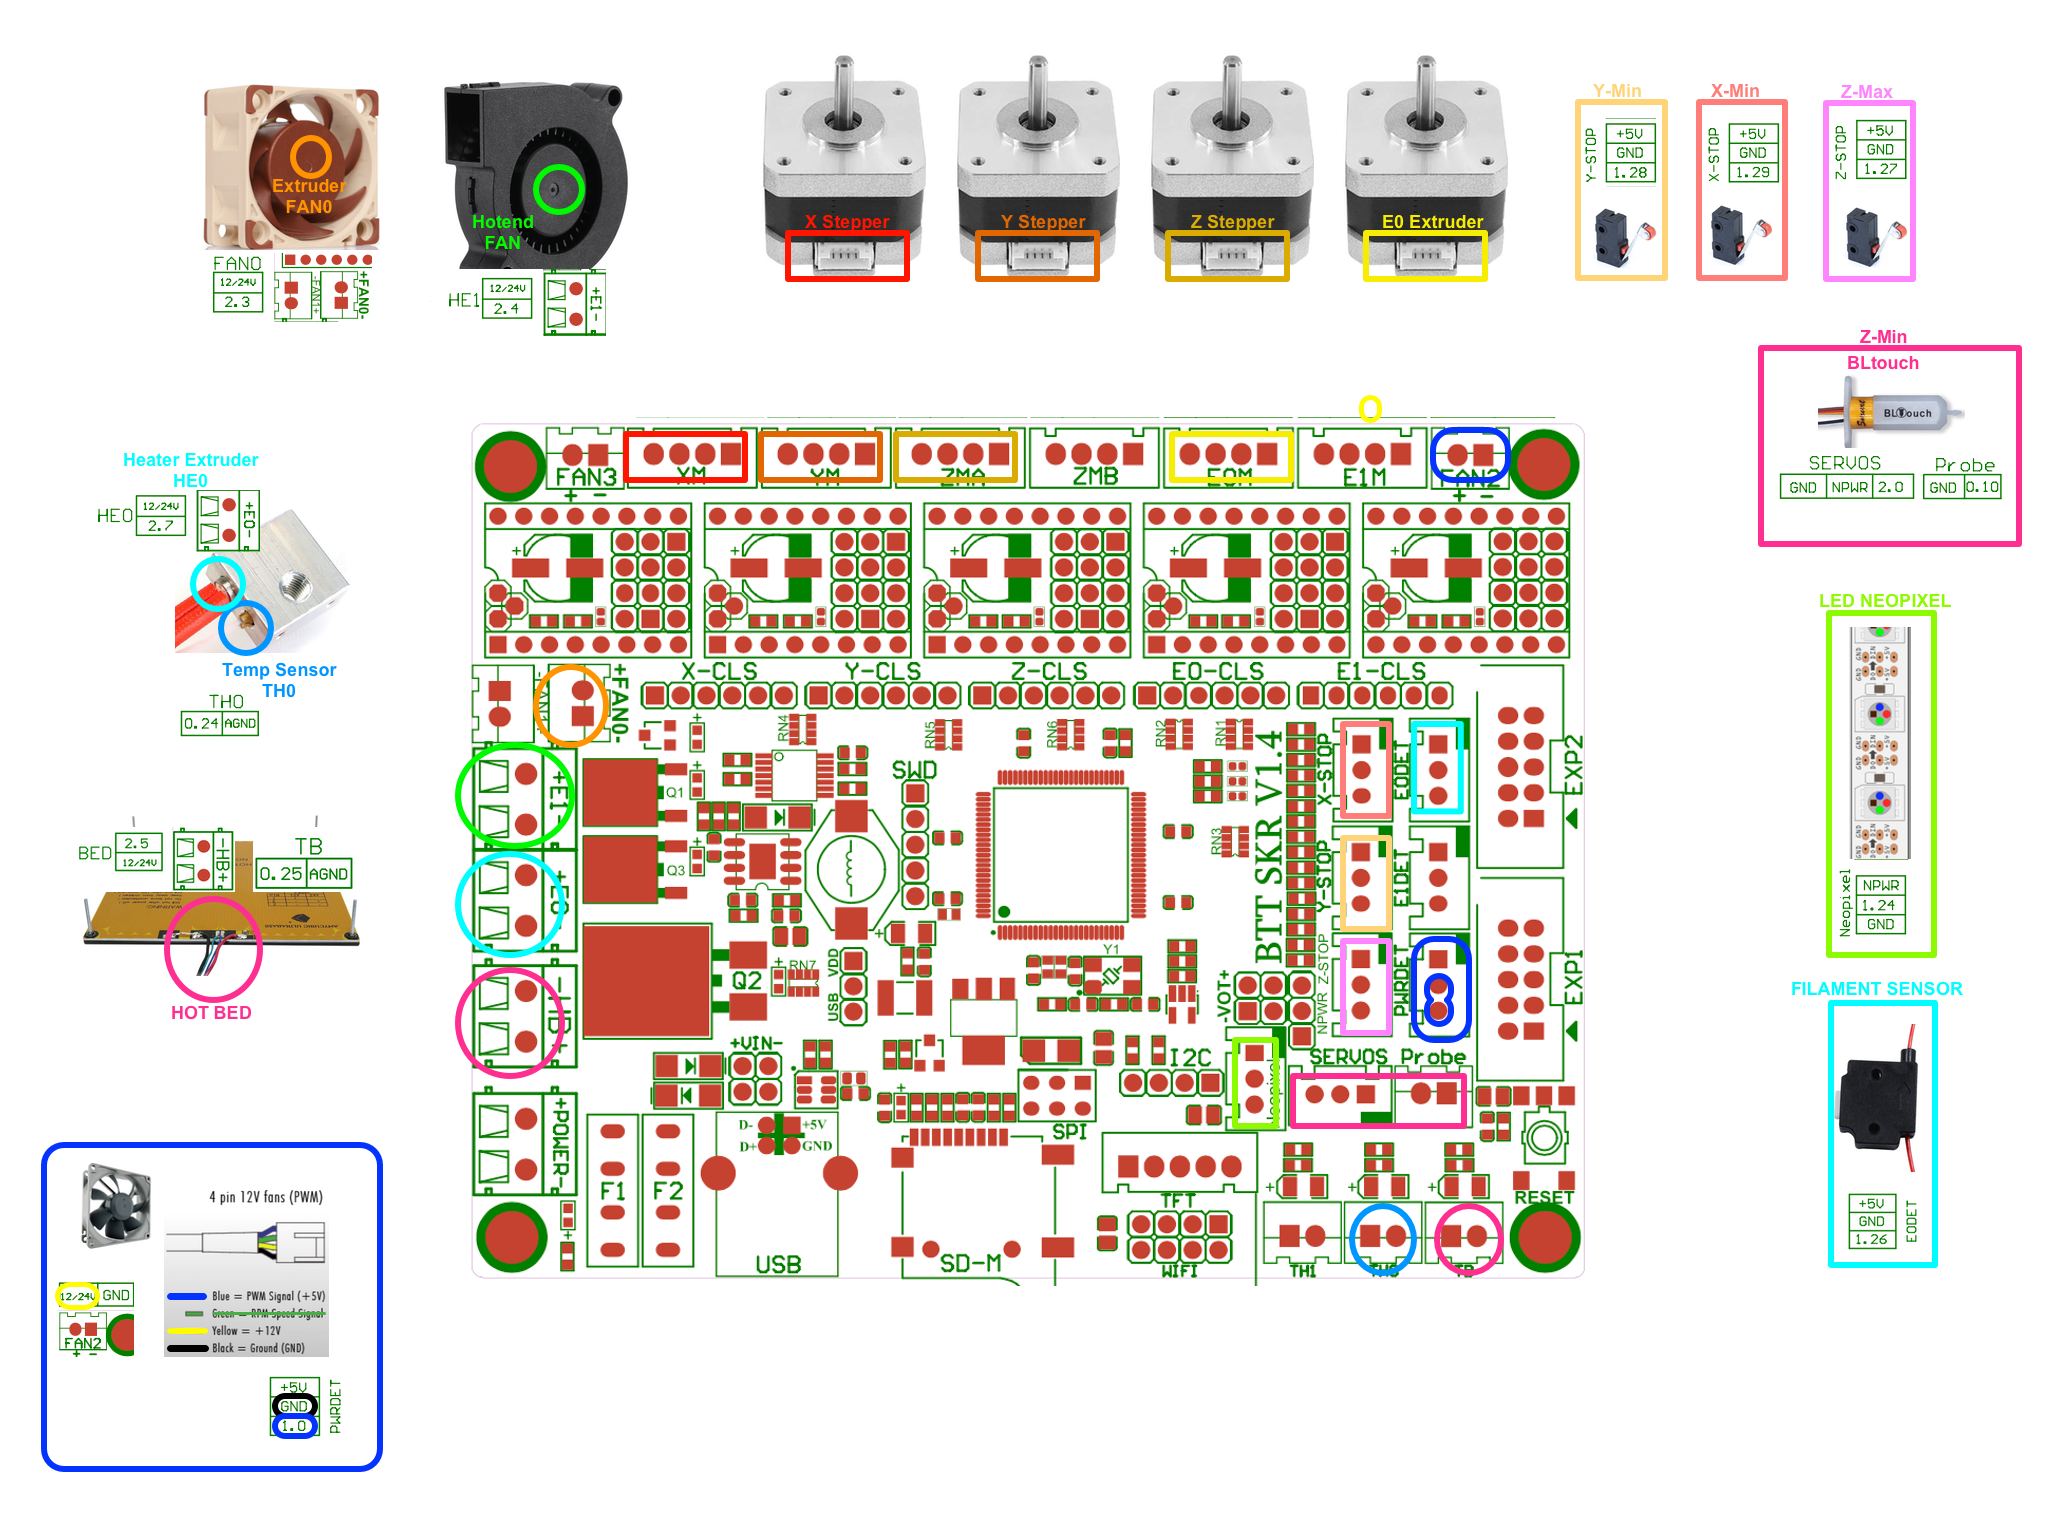 Y-Min
X-Min
Z-Max
Y-STOP
+5V
GND
1.28
X-STOP
+5V
GND
1.29
Z-STOP
+5V
GND
1.27
Extruder
FAN0
Hotend
FAN
X Stepper
Y Stepper
Z Stepper
E0 Extruder
FAN0
12/24V
2.3
-FAN1+
+FAN0-
HE1
12/24V
2.4
+E1-
Z-Min
BLtouch
BLTouch
SERVOS
GND NPWR 2.0
Probe
GND 0.10
Heater Extruder
HE0
HE0
12/24V
2.7
+E0-
Temp Sensor
TH0
TH0
0.24 AGND
FAN3
+ -
XM
YM
ZMA
ZMB
E0M
E1M
FAN2
+ -
X-CLS
Y-CLS
Z-CLS
E0-CLS
E1-CLS
+FAN0-
RN4
RN5
RN6
RN2
RN1
+E1-
Q1
Q3
SWD
RN3
BTT SKR V1.4
X-STOP
E0DET
EXP2
Y-STOP
E1DET
Q2
RN7
VDD
USB
Y1
Z-STOP
PWRDET
EXP1
-VOT+
NPWR
+VIN-
I2C
SERVOS
Probe
Neopixel
+POWER-
F1
F2
D-
+5V
D+
GND
USB
SPI
SD-M
TFT
WIFI
TH1
TH0
TB
RESET
LED NEOPIXEL
GND
DIN
+5V
Neopixel
NPWR
1.24
GND
FILAMENT SENSOR
+5V
GND
1.26
E0DET
BED
2.5
12/24V
-HB+
TB
0.25 AGND
HOT BED
4 pin 12V fans (PWM)
12/24V GND
FAN2
+ -
Blue = PWM Signal (+5V)
Green = RPM Speed Signal
Yellow = +12V
Black = Ground (GND)
+5V
GND
1.0
PWRDET